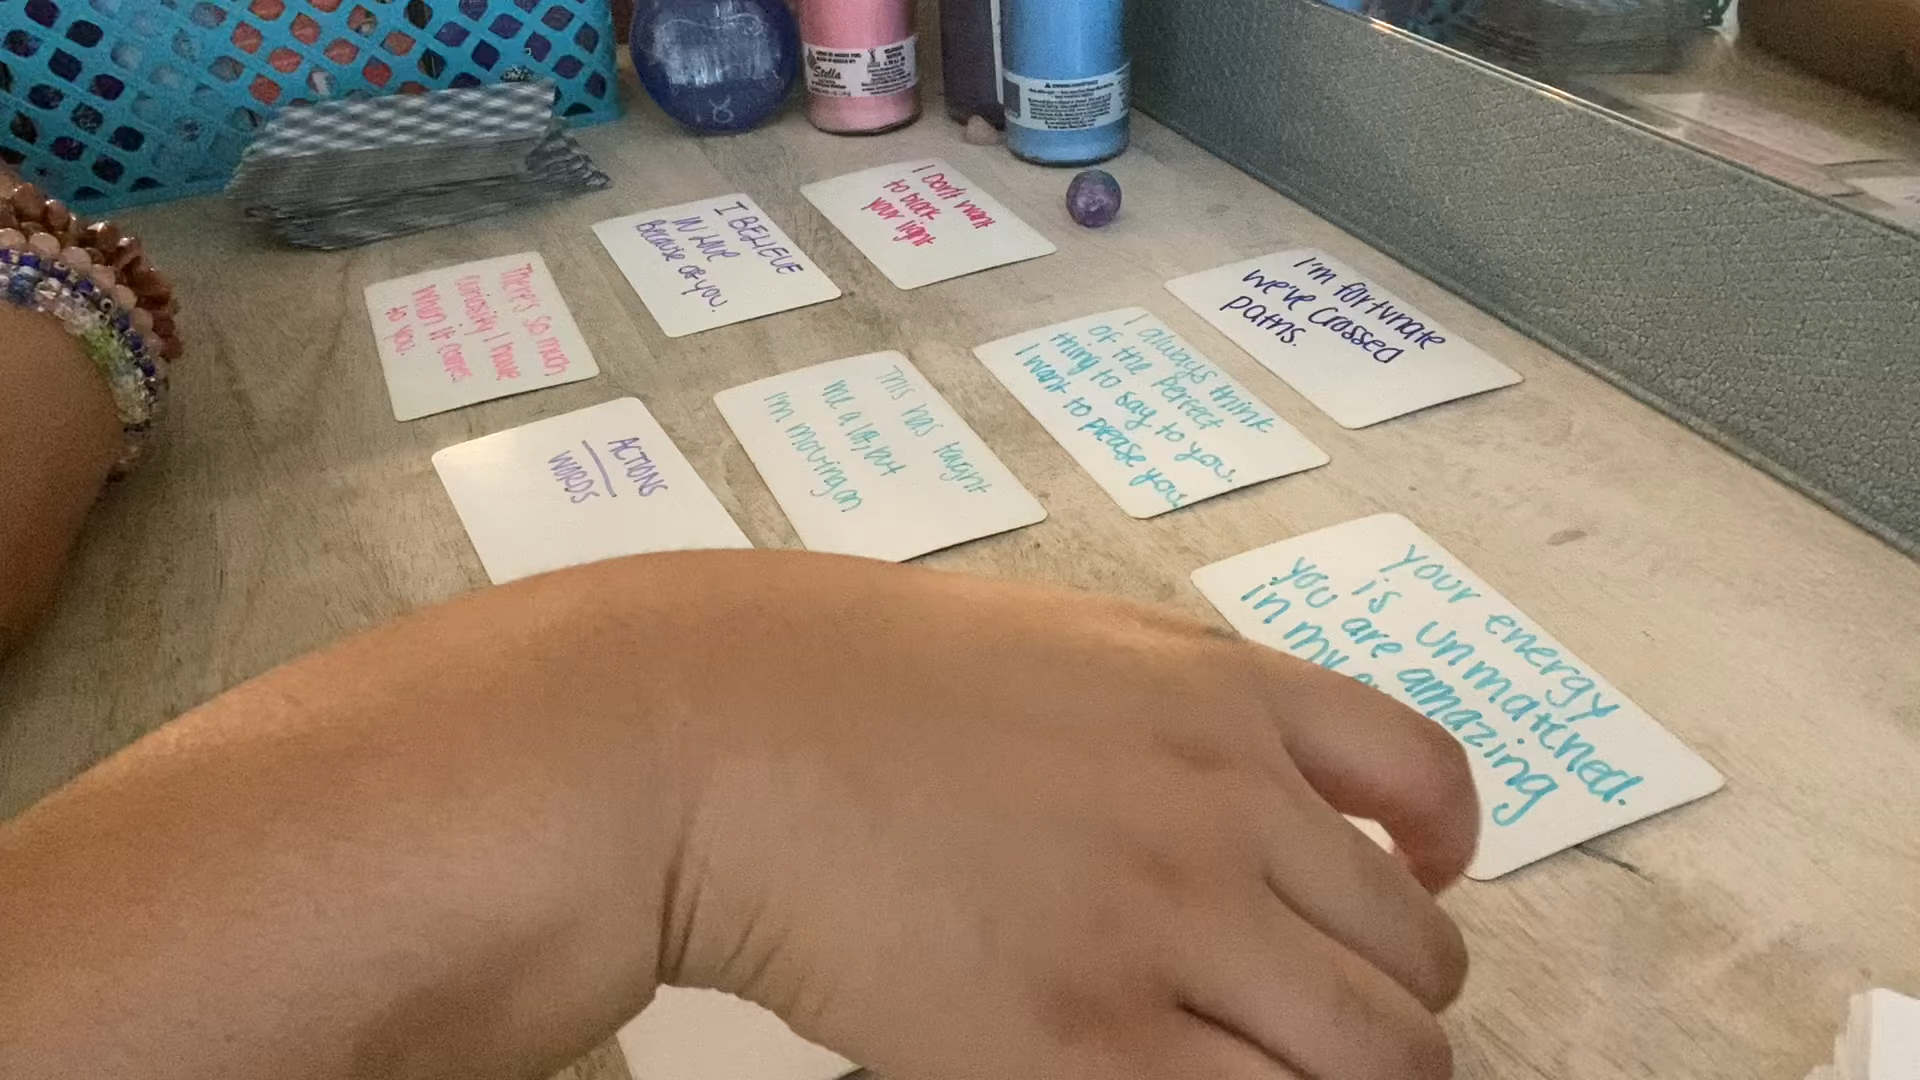 There's so much
curiosity I have
when it comes
to you.
I BELIEVE
IN LOVE
Because of you.
I don't want
to block
your light
I'm fortunate
we've crossed
paths.
ACTIONS
WORDS
This has taught
me a lot, but
I'm moving on
I always think
of the perfect
thing to say to you.
I want to please you
your energy
is unmatched.
you are amazing
in my
Stella